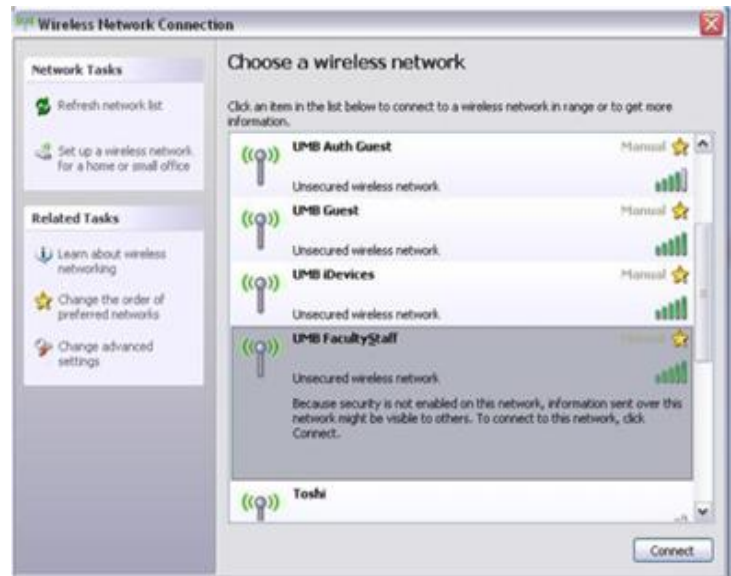 Wireless Network Connection
Network Tasks
Refresh network list
Set up a wireless network
for a home or small office
Related Tasks
Learn about wireless
networking
Change the order of
preferred networks
Change advanced
settings
Choose a wireless network
Click an item in the list below to connect to a wireless network in range or to get more
information.
UMB Auth Guest Manual
Unsecured wireless network
UMB Guest Manual
Unsecured wireless network
UMB iDevices Manual
Unsecured wireless network
UMB FacultyStaff Manual
Unsecured wireless network
Because security is not enabled on this network, information sent over this
network might be visible to others. To connect to this network, click
Connect.
Toshi
Connect